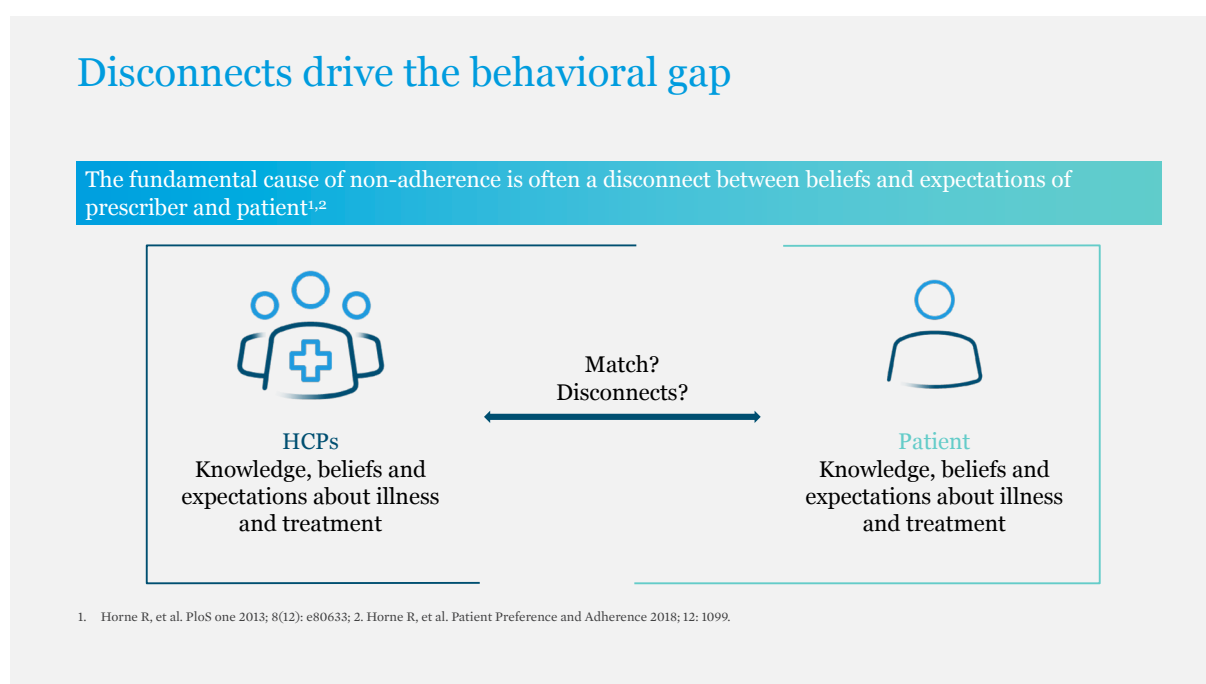 Disconnects drive the behavioral gap
The fundamental cause of non-adherence is often a disconnect between beliefs and expectations of
prescriber and patient1,2
Match?
Disconnects?
HCPs
Knowledge, beliefs and
expectations about illness
and treatment
Patient
Knowledge, beliefs and
expectations about illness
and treatment
1. Horne R, et al. PloS one 2013; 8(12): e80633; 2. Horne R, et al. Patient Preference and Adherence 2018; 12: 1099.